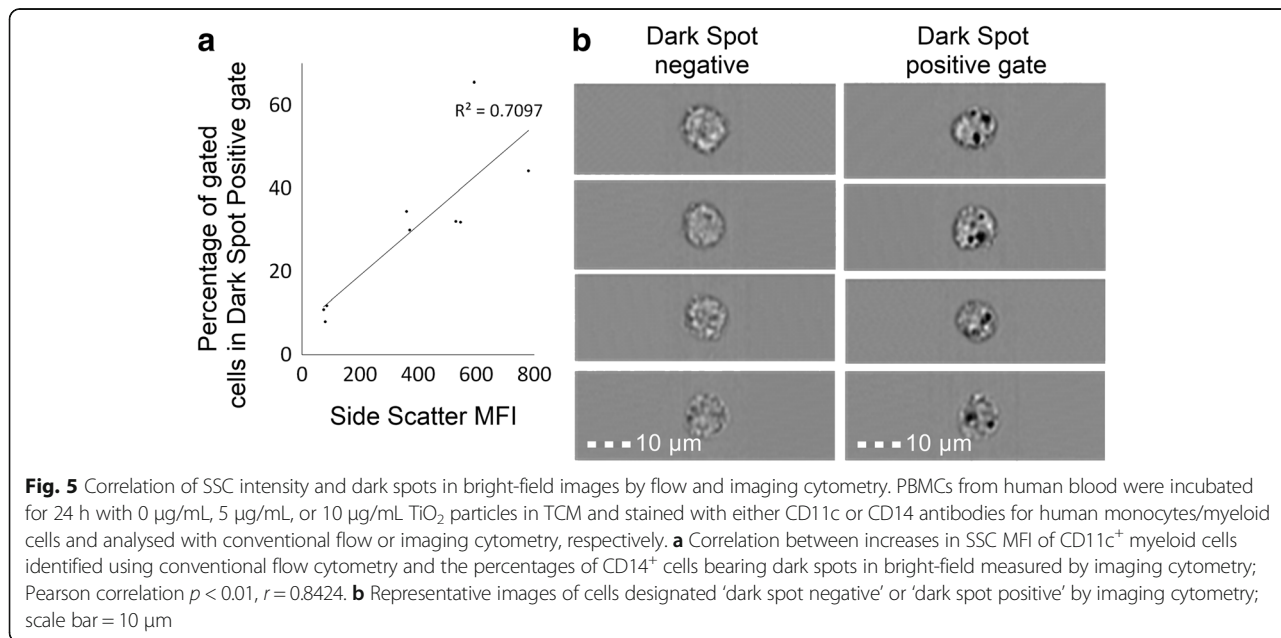 a
Percentage of gated
cells in Dark Spot Positive gate
60
40
20
0
R² = 0.7097
0 200 400 600 800
Side Scatter MFI
b
Dark Spot
negative
Dark Spot
positive gate
10 µm
10 µm
Fig. 5 Correlation of SSC intensity and dark spots in bright-field images by flow and imaging cytometry. PBMCs from human blood were incubated
for 24 h with 0 µg/mL, 5 µg/mL, or 10 µg/mL TiO₂ particles in TCM and stained with either CD11c or CD14 antibodies for human monocytes/myeloid
cells and analysed with conventional flow or imaging cytometry, respectively. a Correlation between increases in SSC MFI of CD11c⁺ myeloid cells
identified using conventional flow cytometry and the percentages of CD14⁺ cells bearing dark spots in bright-field measured by imaging cytometry;
Pearson correlation p < 0.01, r = 0.8424. b Representative images of cells designated ‘dark spot negative’ or ‘dark spot positive’ by imaging cytometry;
scale bar = 10 µm